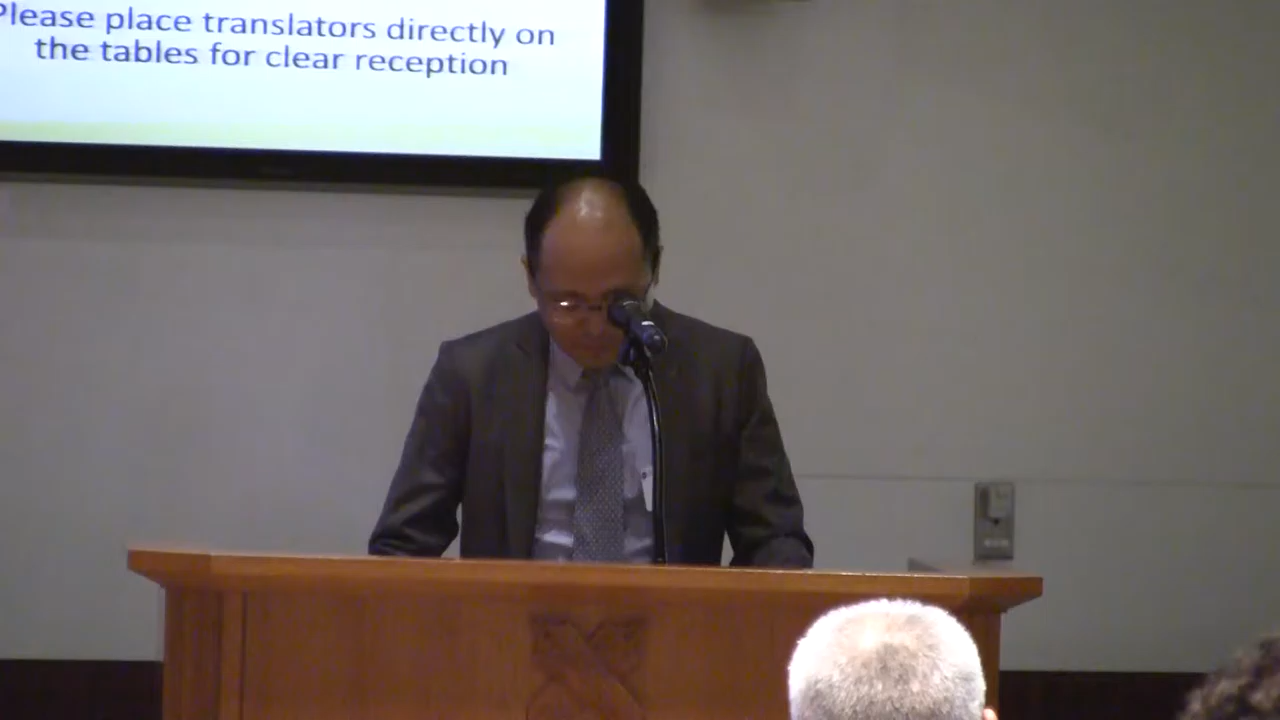 Please place translators directly on
the tables for clear reception